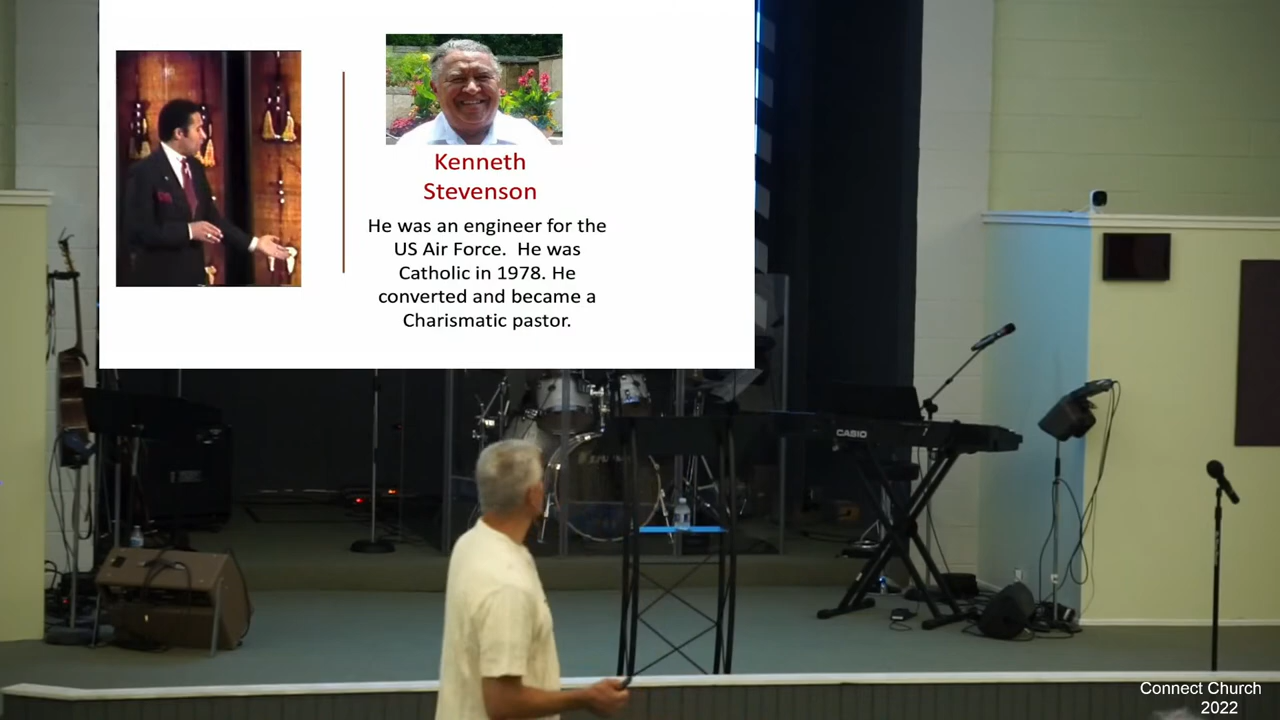 Kenneth
Stevenson
He was an engineer for the
US Air Force.  He was
Catholic in 1978. He
converted and became a
Charismatic pastor.
CASIO
Connect Church
2022